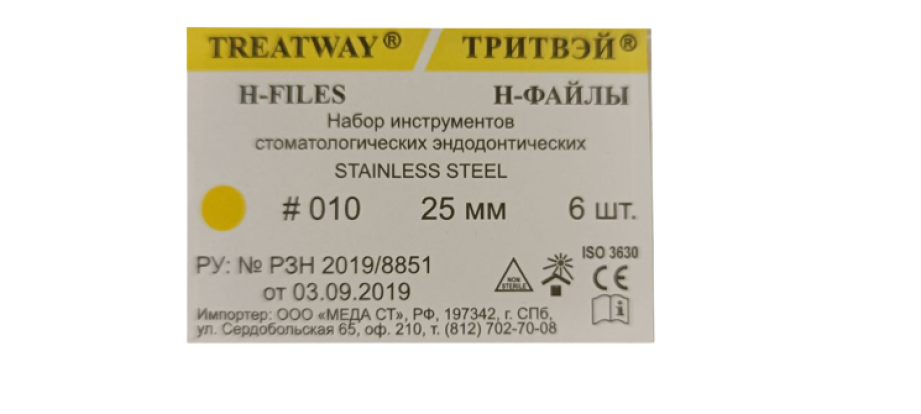 TREATWAY® / ТРИТВЭЙ®
H-FILES Н-ФАЙЛЫ
Набор инструментов
стоматологических эндодонтических
STAINLESS STEEL
# 010 25 мм 6 шт.
РУ: № РЗН 2019/8851
от 03.09.2019
NON STERILE
ISO 3630
CE
i
Импортер: ООО «МЕДА СТ», РФ, 197342, г. СПб,
ул. Сердобольская 65, оф. 210, т. (812) 702-70-08